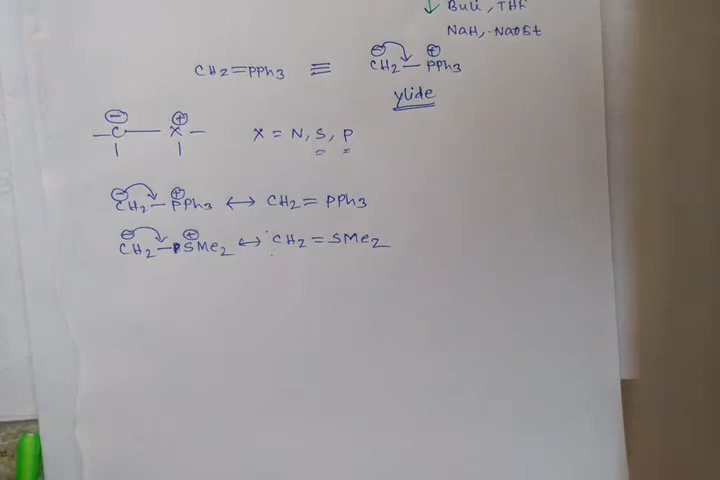 ↓ BuLi, THF
NaH, NaOEt
CH2=PPh3 ≡ ⊖CH2—⊕PPh3
ylide
—C⊖—X⊕— X = N, S, P
⊖CH2—⊕PPh3 ↔ CH2=PPh3
⊖CH2—⊕SMe2 ↔ CH2=SMe2